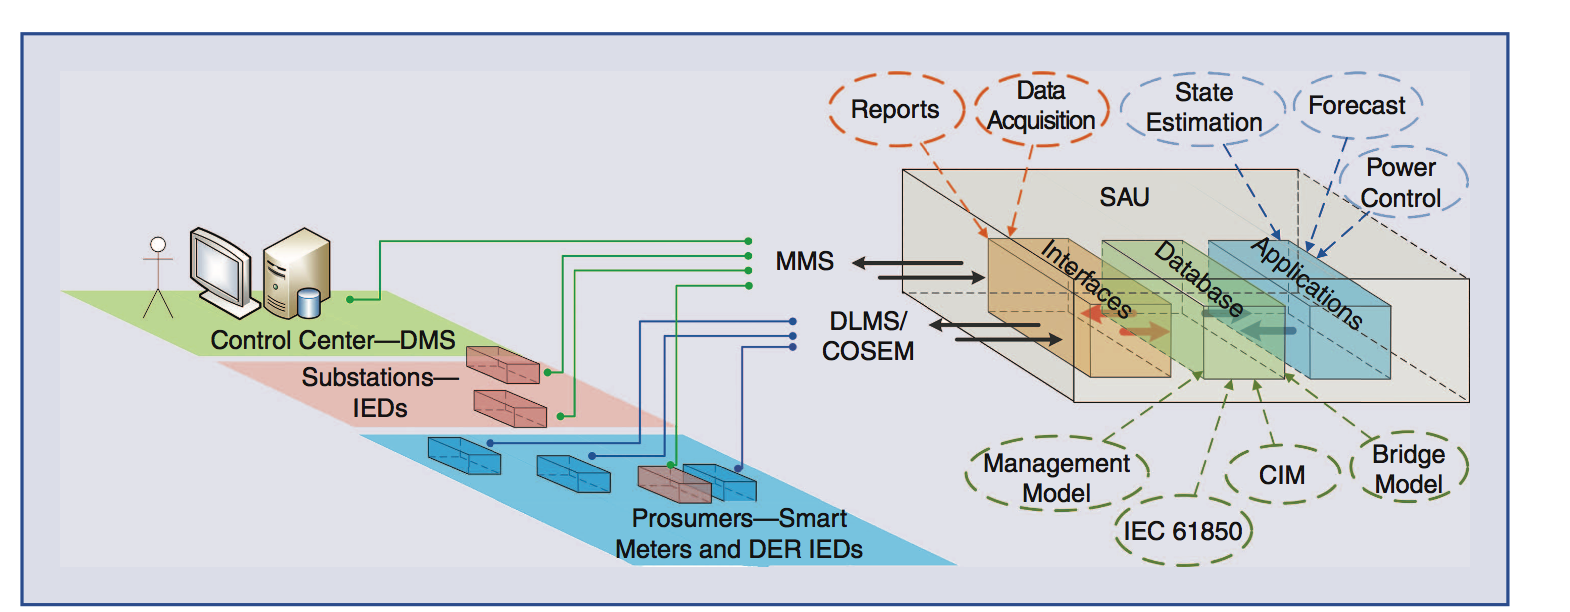 Reports
Data
Acquisition
State
Estimation
Forecast
Power
Control
SAU
Interfaces
Database
Applications
MMS
DLMS/
COSEM
Control Center—DMS
Substations—
IEDs
Prosumers—Smart
Meters and DER IEDs
Management
Model
IEC 61850
CIM
Bridge
Model